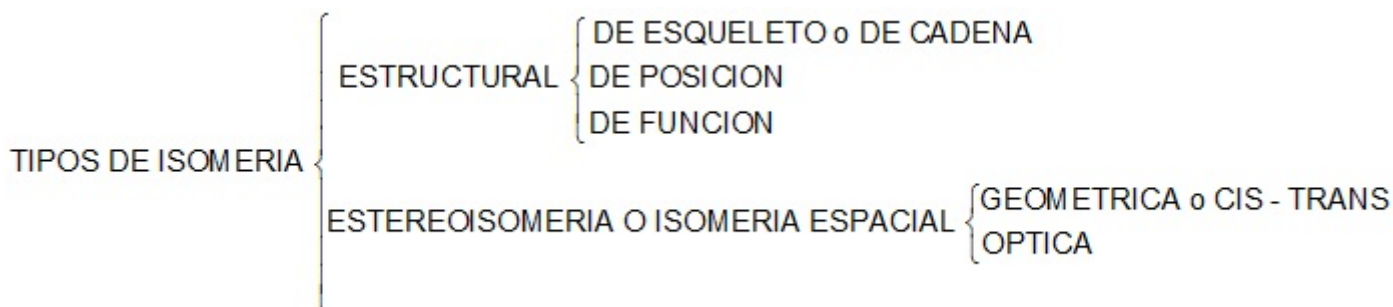 TIPOS DE ISOMERIA
ESTRUCTURAL
DE ESQUELETO o DE CADENA
DE POSICION
DE FUNCION
ESTEREOISOMERIA O ISOMERIA ESPACIAL
GEOMETRICA o CIS - TRANS
OPTICA